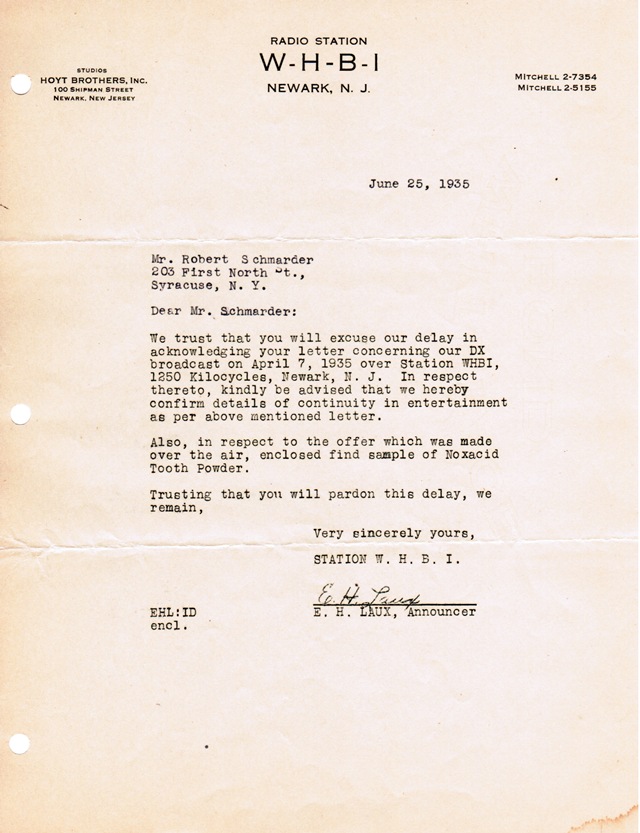 RADIO STATION
W-H-B-I
NEWARK, N. J.
STUDIOS
HOYT BROTHERS, INC.
100 SHIPMAN STREET
NEWARK, NEW JERSEY
MITCHELL 2-7354
MITCHELL 2-5155
June 25, 1935
Mr. Robert Schmarder
203 First North St.,
Syracuse, N. Y.
Dear Mr. Schmarder:
We trust that you will excuse our delay in
acknowledging your letter concerning our DX
broadcast on April 7, 1935 over Station WHBI,
1250 Kilocycles, Newark, N. J.  In respect
thereto, kindly be advised that we hereby
confirm details of continuity in entertainment
as per above mentioned letter.
Also, in respect to the offer which was made
over the air, enclosed find sample of Noxacid
Tooth Powder.
Trusting that you will pardon this delay, we
remain,
Very sincerely yours,
STATION W. H. B. I.
E. H. Laux
E. H. LAUX, Announcer
EHL:ID
encl.